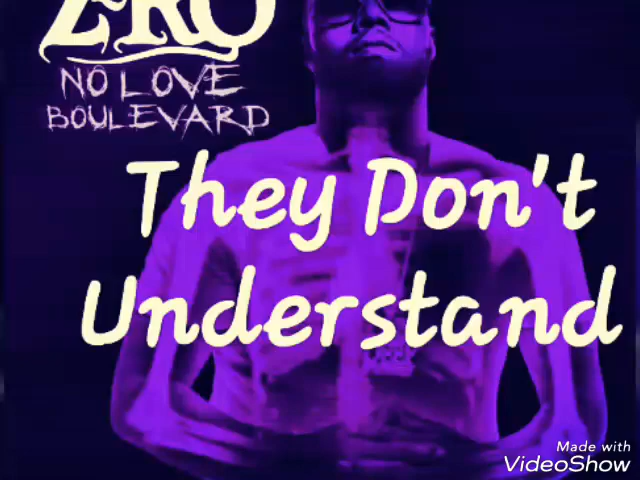 Z-RO
NO LOVE
BOULEVARD
They Don't
Understand
Made with
VideoShow